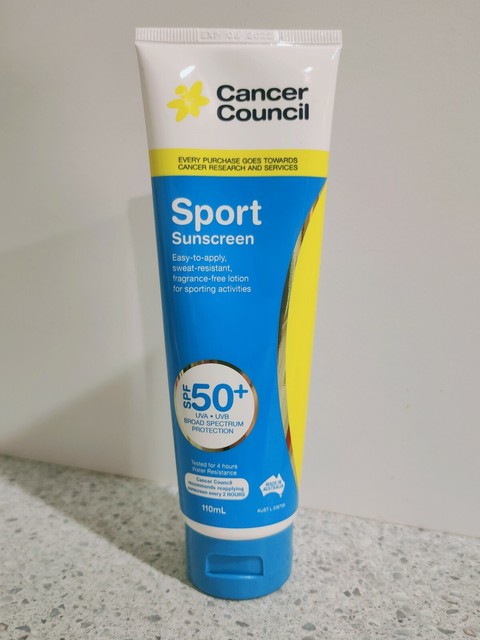 Cancer
Council
EVERY PURCHASE GOES TOWARDS
CANCER RESEARCH AND SERVICES
Sport
Sunscreen
Easy-to-apply,
sweat-resistant,
fragrance-free lotion
for sporting activities
SPF 50+
UVA • UVB
BROAD SPECTRUM
PROTECTION
Tested for 4 hours
Water Resistance
Cancer Council
recommends reapplying
sunscreen every 2 HOURS
MADE IN
AUSTRALIA
110mL
AUST L